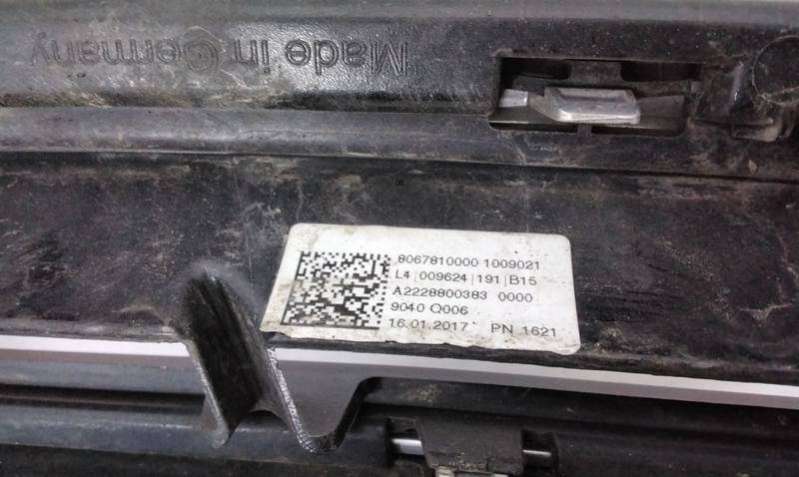 Made in Germany
8067810000 1009021
L4 | 009624 | 191 | B15
A2228800383 0000
9040 Q006
16.01.2017 PN 1621